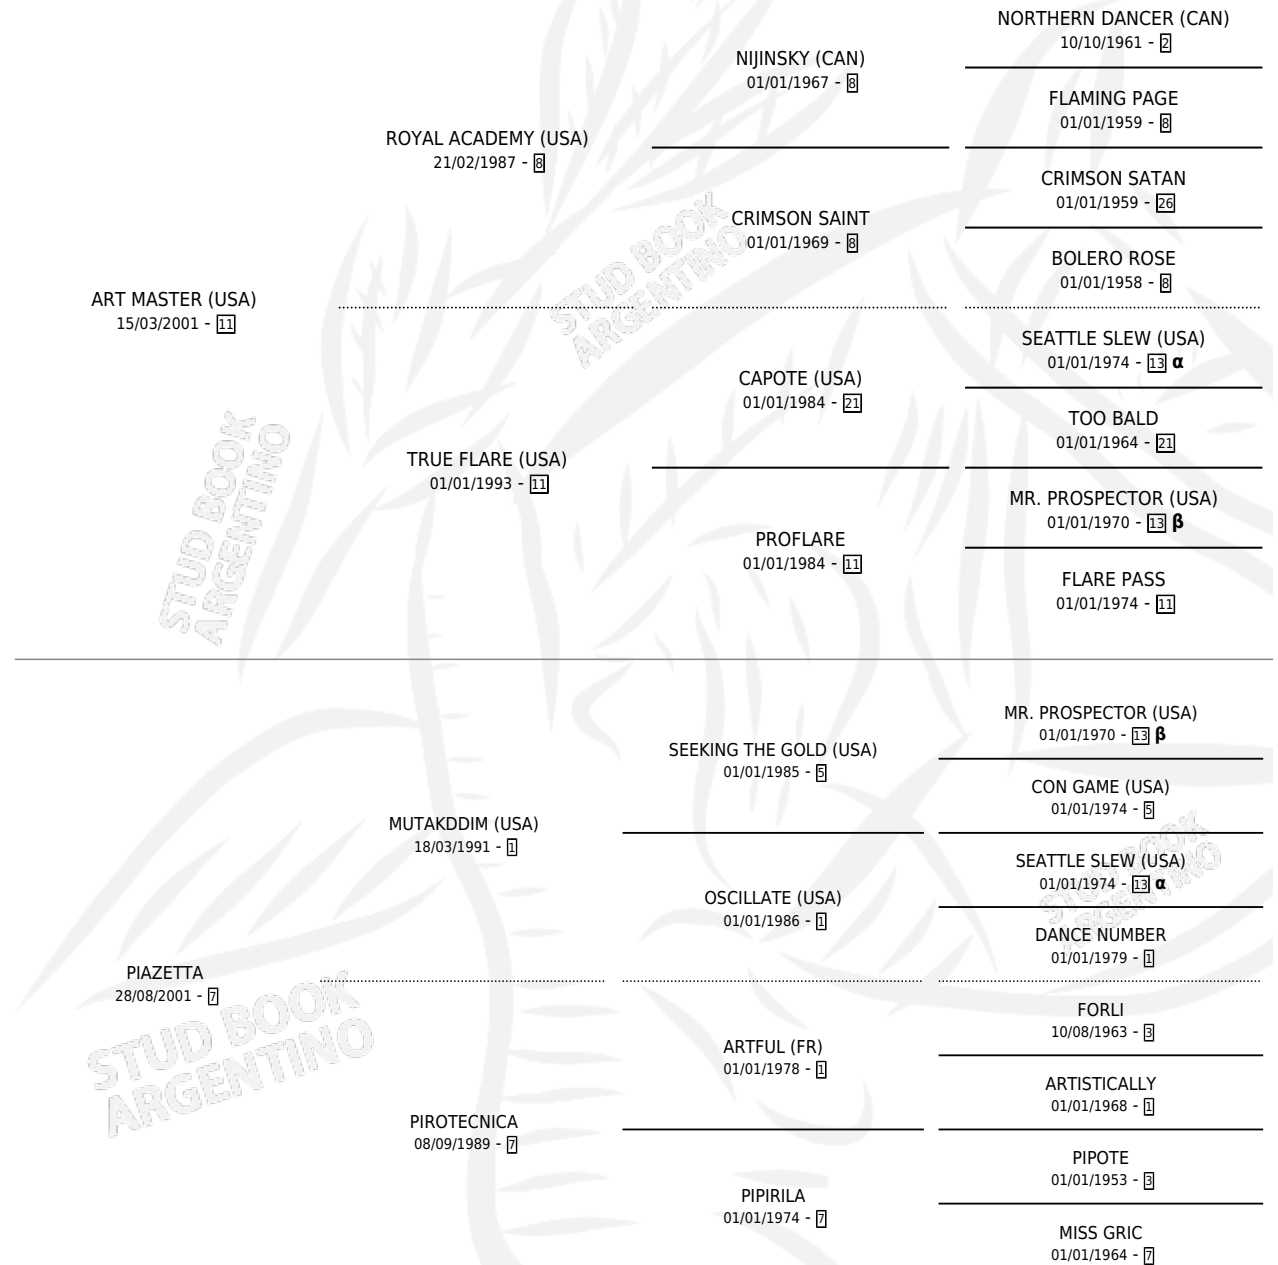 NORTHERN DANCER (CAN)
10/10/1961 - 2
NIJINSKY (CAN)
01/01/1967 - 8
FLAMING PAGE
01/01/1959 - 8
ROYAL ACADEMY (USA)
21/02/1987 - 8
CRIMSON SATAN
01/01/1959 - 26
CRIMSON SAINT
01/01/1969 - 8
BOLERO ROSE
01/01/1958 - 8
ART MASTER (USA)
15/03/2001 - 11
SEATTLE SLEW (USA)
01/01/1974 - 13 α
CAPOTE (USA)
01/01/1984 - 21
TOO BALD
01/01/1964 - 21
TRUE FLARE (USA)
01/01/1993 - 11
MR. PROSPECTOR (USA)
01/01/1970 - 13 β
PROFLARE
01/01/1984 - 11
FLARE PASS
01/01/1974 - 11
MR. PROSPECTOR (USA)
01/01/1970 - 13 β
SEEKING THE GOLD (USA)
01/01/1985 - 5
CON GAME (USA)
01/01/1974 - 5
MUTAKDDIM (USA)
18/03/1991 - 1
SEATTLE SLEW (USA)
01/01/1974 - 13 α
OSCILLATE (USA)
01/01/1986 - 1
DANCE NUMBER
01/01/1979 - 1
PIAZETTA
28/08/2001 - 7
FORLI
10/08/1963 - 3
ARTFUL (FR)
01/01/1978 - 1
ARTISTICALLY
01/01/1968 - 1
PIROTECNICA
08/09/1989 - 7
PIPOTE
01/01/1953 - 3
PIPIRILA
01/01/1974 - 7
MISS GRIC
01/01/1964 - 7
STUD BOOK
ARGENTINO
STUD BOOK
ARGENTINO
STUD BOOK
ARGENTINO
STUD BOOK
ARGENTINO